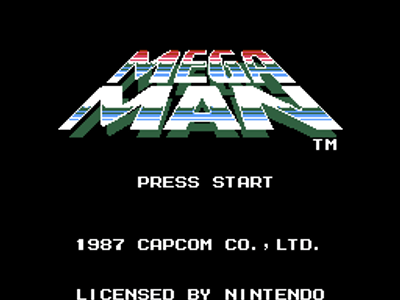 MEGA
MAN
TM
PRESS START
1987 CAPCOM CO.,LTD.
LICENSED BY NINTENDO